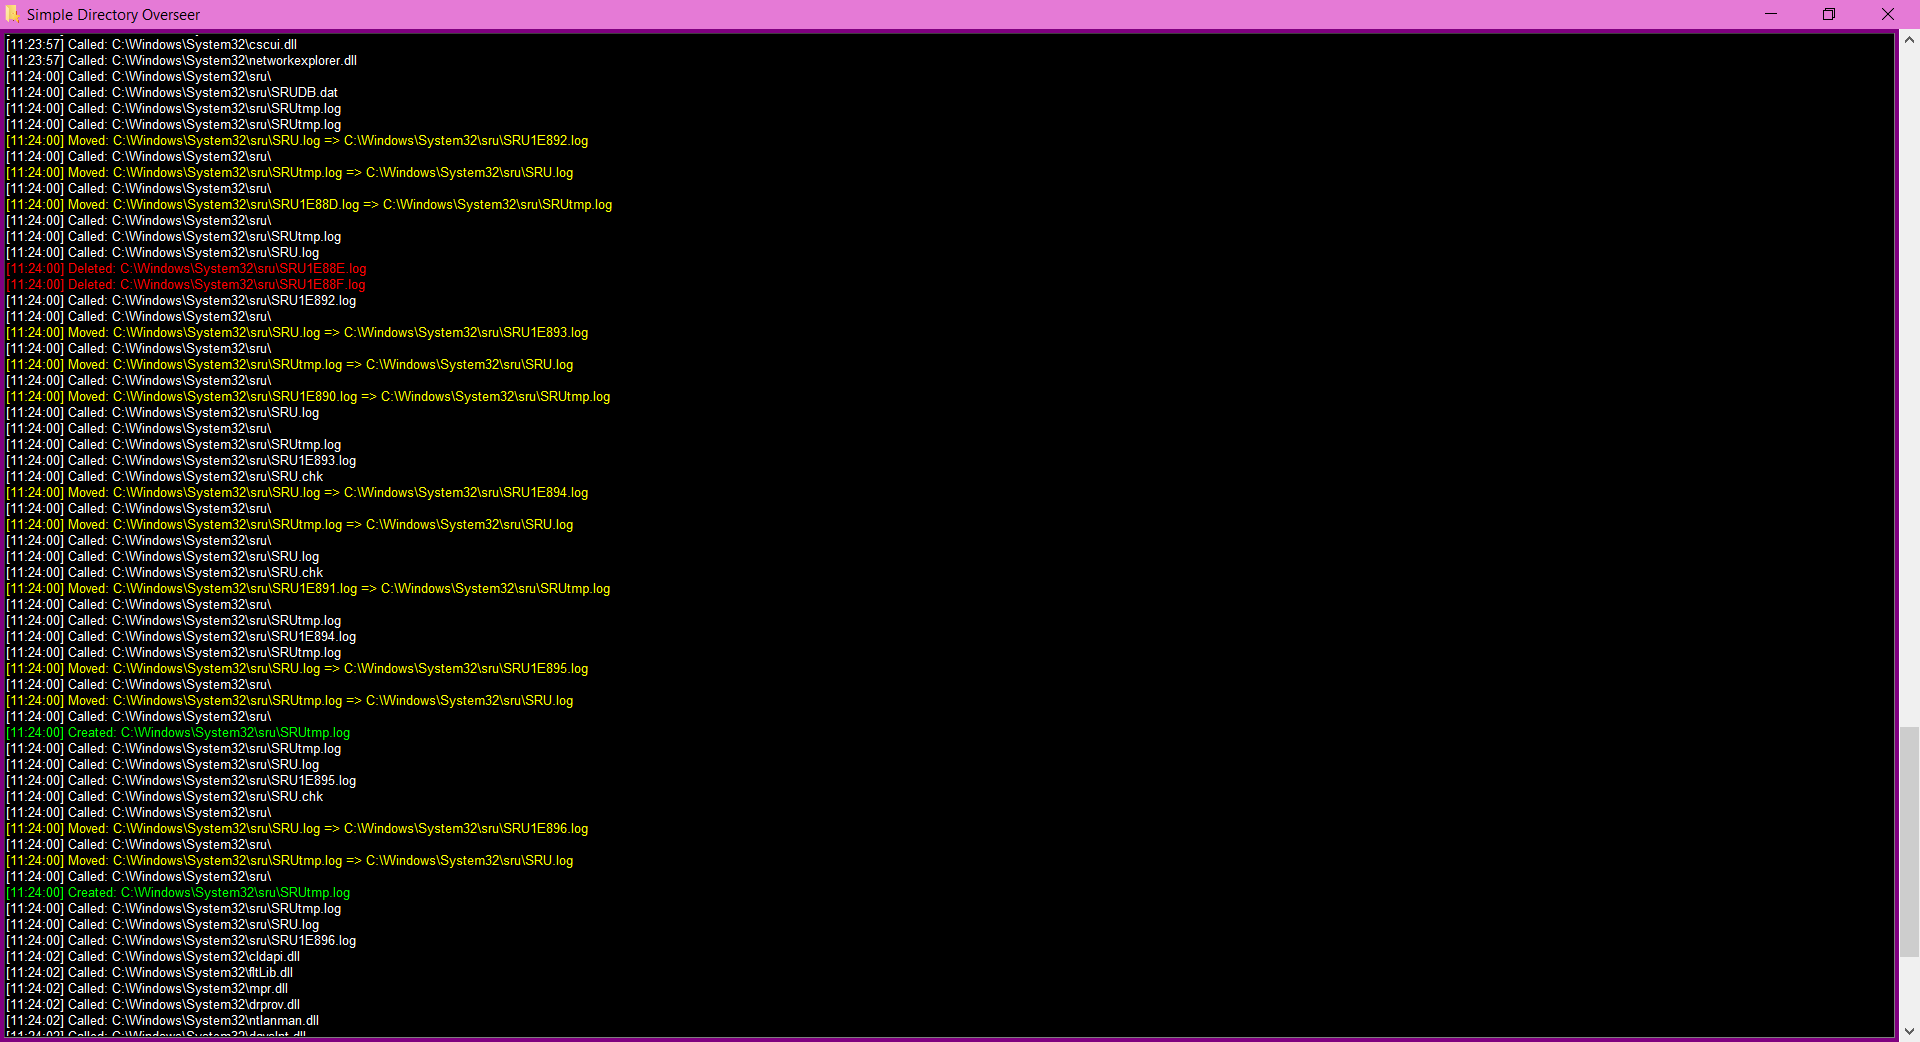 Simple Directory Overseer
[11:23:57] Called: C:\Windows\System32\cscui.dll
[11:23:57] Called: C:\Windows\System32\networkexplorer.dll
[11:24:00] Called: C:\Windows\System32\sru\
[11:24:00] Called: C:\Windows\System32\sru\SRUDB.dat
[11:24:00] Called: C:\Windows\System32\sru\SRUtmp.log
[11:24:00] Called: C:\Windows\System32\sru\SRUtmp.log
[11:24:00] Moved: C:\Windows\System32\sru\SRU.log => C:\Windows\System32\sru\SRU1E892.log
[11:24:00] Called: C:\Windows\System32\sru\
[11:24:00] Moved: C:\Windows\System32\sru\SRUtmp.log => C:\Windows\System32\sru\SRU.log
[11:24:00] Called: C:\Windows\System32\sru\
[11:24:00] Moved: C:\Windows\System32\sru\SRU1E88D.log => C:\Windows\System32\sru\SRUtmp.log
[11:24:00] Called: C:\Windows\System32\sru\
[11:24:00] Called: C:\Windows\System32\sru\SRUtmp.log
[11:24:00] Called: C:\Windows\System32\sru\SRU.log
[11:24:00] Deleted: C:\Windows\System32\sru\SRU1E88E.log
[11:24:00] Deleted: C:\Windows\System32\sru\SRU1E88F.log
[11:24:00] Called: C:\Windows\System32\sru\SRU1E892.log
[11:24:00] Called: C:\Windows\System32\sru\
[11:24:00] Moved: C:\Windows\System32\sru\SRU.log => C:\Windows\System32\sru\SRU1E893.log
[11:24:00] Called: C:\Windows\System32\sru\
[11:24:00] Moved: C:\Windows\System32\sru\SRUtmp.log => C:\Windows\System32\sru\SRU.log
[11:24:00] Called: C:\Windows\System32\sru\
[11:24:00] Moved: C:\Windows\System32\sru\SRU1E890.log => C:\Windows\System32\sru\SRUtmp.log
[11:24:00] Called: C:\Windows\System32\sru\SRU.log
[11:24:00] Called: C:\Windows\System32\sru\
[11:24:00] Called: C:\Windows\System32\sru\SRUtmp.log
[11:24:00] Called: C:\Windows\System32\sru\SRU1E893.log
[11:24:00] Called: C:\Windows\System32\sru\SRU.chk
[11:24:00] Moved: C:\Windows\System32\sru\SRU.log => C:\Windows\System32\sru\SRU1E894.log
[11:24:00] Called: C:\Windows\System32\sru\
[11:24:00] Moved: C:\Windows\System32\sru\SRUtmp.log => C:\Windows\System32\sru\SRU.log
[11:24:00] Called: C:\Windows\System32\sru\
[11:24:00] Called: C:\Windows\System32\sru\SRU.log
[11:24:00] Called: C:\Windows\System32\sru\SRU.chk
[11:24:00] Moved: C:\Windows\System32\sru\SRU1E891.log => C:\Windows\System32\sru\SRUtmp.log
[11:24:00] Called: C:\Windows\System32\sru\
[11:24:00] Called: C:\Windows\System32\sru\SRUtmp.log
[11:24:00] Called: C:\Windows\System32\sru\SRU1E894.log
[11:24:00] Called: C:\Windows\System32\sru\SRUtmp.log
[11:24:00] Moved: C:\Windows\System32\sru\SRU.log => C:\Windows\System32\sru\SRU1E895.log
[11:24:00] Called: C:\Windows\System32\sru\
[11:24:00] Moved: C:\Windows\System32\sru\SRUtmp.log => C:\Windows\System32\sru\SRU.log
[11:24:00] Called: C:\Windows\System32\sru\
[11:24:00] Created: C:\Windows\System32\sru\SRUtmp.log
[11:24:00] Called: C:\Windows\System32\sru\SRUtmp.log
[11:24:00] Called: C:\Windows\System32\sru\SRU.log
[11:24:00] Called: C:\Windows\System32\sru\SRU1E895.log
[11:24:00] Called: C:\Windows\System32\sru\SRU.chk
[11:24:00] Called: C:\Windows\System32\sru\
[11:24:00] Moved: C:\Windows\System32\sru\SRU.log => C:\Windows\System32\sru\SRU1E896.log
[11:24:00] Called: C:\Windows\System32\sru\
[11:24:00] Moved: C:\Windows\System32\sru\SRUtmp.log => C:\Windows\System32\sru\SRU.log
[11:24:00] Called: C:\Windows\System32\sru\
[11:24:00] Created: C:\Windows\System32\sru\SRUtmp.log
[11:24:00] Called: C:\Windows\System32\sru\SRUtmp.log
[11:24:00] Called: C:\Windows\System32\sru\SRU.log
[11:24:00] Called: C:\Windows\System32\sru\SRU1E896.log
[11:24:02] Called: C:\Windows\System32\cldapi.dll
[11:24:02] Called: C:\Windows\System32\fltLib.dll
[11:24:02] Called: C:\Windows\System32\mpr.dll
[11:24:02] Called: C:\Windows\System32\drprov.dll
[11:24:02] Called: C:\Windows\System32\ntlanman.dll
[11:24:02] Called: C:\Windows\System32\